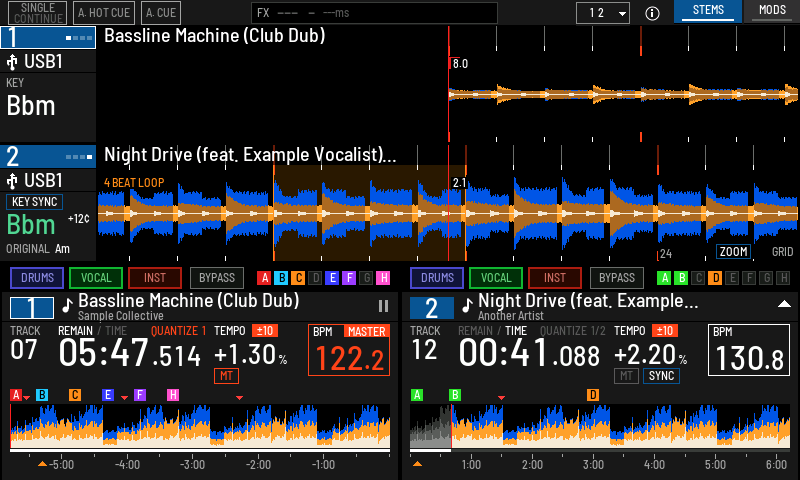 SINGLE CONTINUE
A. HOT CUE
A. CUE
FX --- - ---ms
1 2
STEMS
MODS
1
Bassline Machine (Club Dub)
USB1
8.0
KEY
Bbm
2
Night Drive (feat. Example Vocalist)...
USB1
4 BEAT LOOP
2.1
KEY SYNC
Bbm +12¢
ORIGINAL Am
24
ZOOM
GRID
DRUMS VOCAL INST BYPASS A B C D E F G H
DRUMS VOCAL INST BYPASS A B C D E F G H
1 Bassline Machine (Club Dub)
Sample Collective
TRACK 07
REMAIN / TIME QUANTIZE 1
05:47.514
TEMPO ±10
+1.30%
MT
BPM MASTER
122.2
A B C E F H
-5:00 -4:00 -3:00 -2:00 -1:00
2 Night Drive (feat. Example...
Another Artist
TRACK 12
REMAIN / TIME QUANTIZE 1/2
00:41.088
TEMPO ±10
+2.20%
MT SYNC
BPM
130.8
A B D
1:00 2:00 3:00 4:00 5:00 6:00